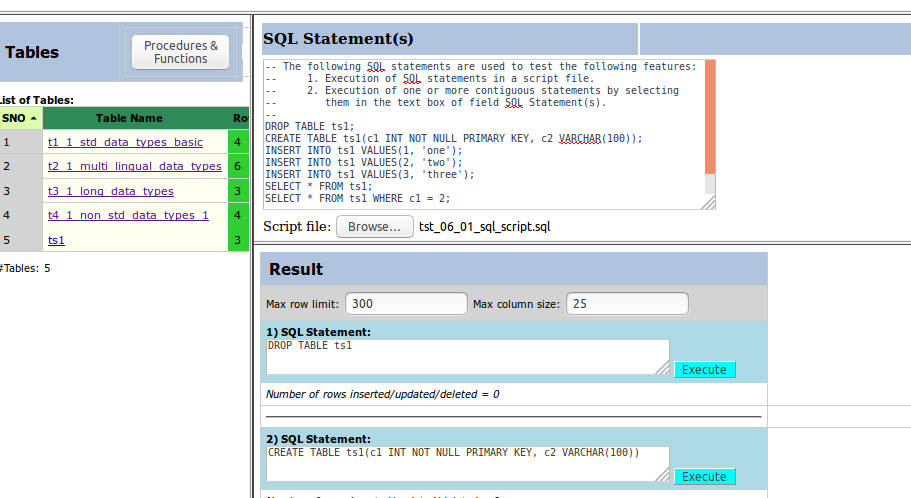 Tables
Procedures &
Functions
List of Tables:
SNO Table Name Ro
1 t1_1_std_data_types_basic 4
2 t2_1_multi_lingual_data_types 6
3 t3_1_long_data_types 3
4 t4_1_non_std_data_types_1 4
5 ts1 3
#Tables: 5
SQL Statement(s)
-- The following SQL statements are used to test the following features:
-- 1. Execution of SQL statements in a script file.
-- 2. Execution of one or more contiguous statements by selecting
-- them in the text box of field SQL Statement(s).
--
DROP TABLE ts1;
CREATE TABLE ts1(c1 INT NOT NULL PRIMARY KEY, c2 VARCHAR(100));
INSERT INTO ts1 VALUES(1, 'one');
INSERT INTO ts1 VALUES(2, 'two');
INSERT INTO ts1 VALUES(3, 'three');
SELECT * FROM ts1;
SELECT * FROM ts1 WHERE c1 = 2;
Script file: Browse... tst_06_01_sql_script.sql
Result
Max row limit: 300 Max column size: 25
1) SQL Statement:
DROP TABLE ts1
Execute
Number of rows inserted/updated/deleted = 0
2) SQL Statement:
CREATE TABLE ts1(c1 INT NOT NULL PRIMARY KEY, c2 VARCHAR(100))
Execute